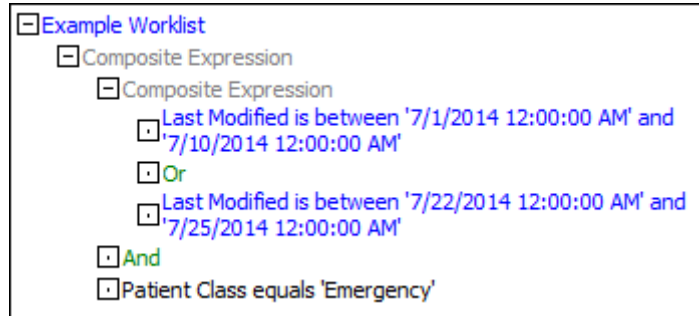 Example Worklist
Composite Expression
Composite Expression
Last Modified is between '7/1/2014 12:00:00 AM' and
'7/10/2014 12:00:00 AM'
Or
Last Modified is between '7/22/2014 12:00:00 AM' and
'7/25/2014 12:00:00 AM'
And
Patient Class equals 'Emergency'